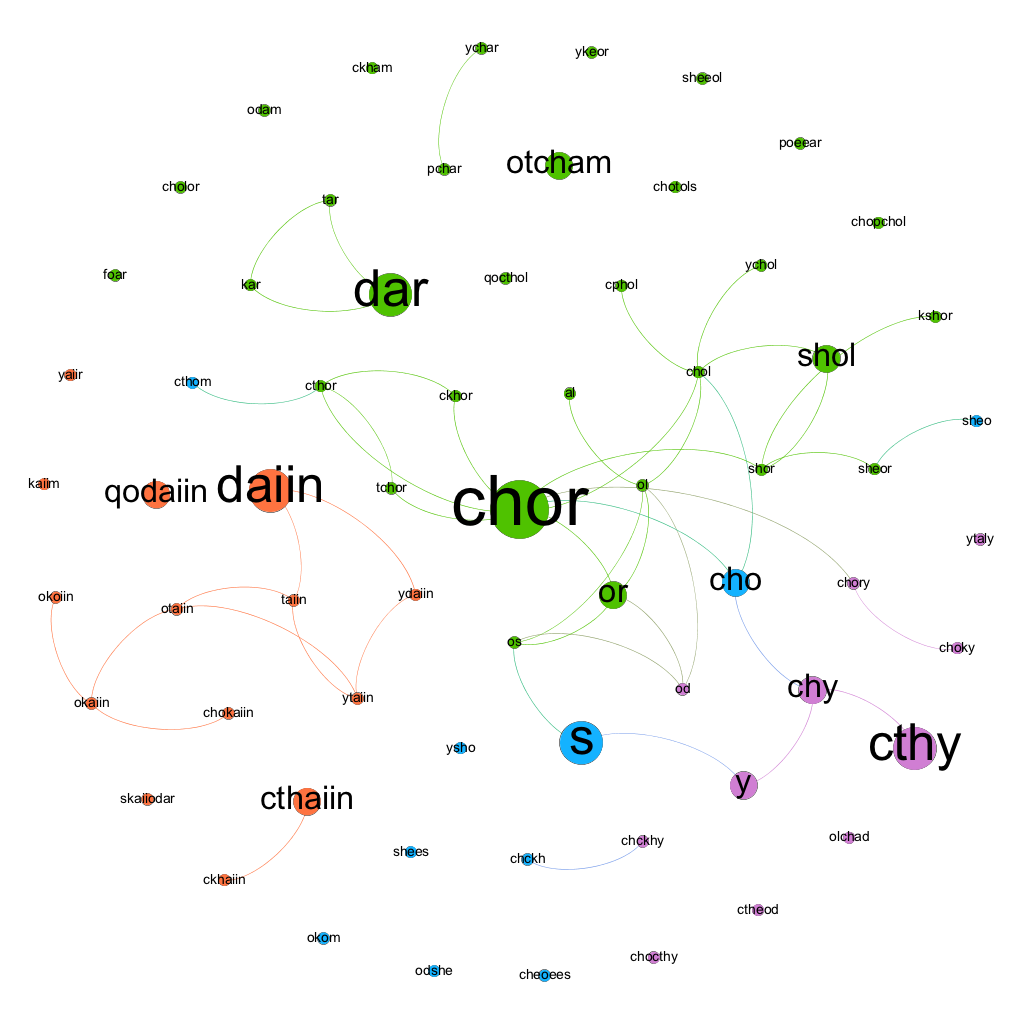 ychar
ykeor
ckham
sheeol
odam
poeear
otcham
pchar
cholor
chotols
tar
chopchol
ychol
foar
qocthol
kar
cphol
dar
kshor
shol
yair
cthom
chol
cthor
ckhor
al
sheo
shor
sheor
kaiim
qodaiin
daiin
tchor
ol
chor
ytaly
cho
chory
okoiin
otaiin
taiin
ydaiin
or
os
choky
od
chy
okaiin
chokaiin
ytaiin
ysho
s
cthy
y
skaiiodar
cthaiin
olchad
chckhy
shees
chckh
ckhaiin
ctheod
okom
chocthy
odshe
cheoees